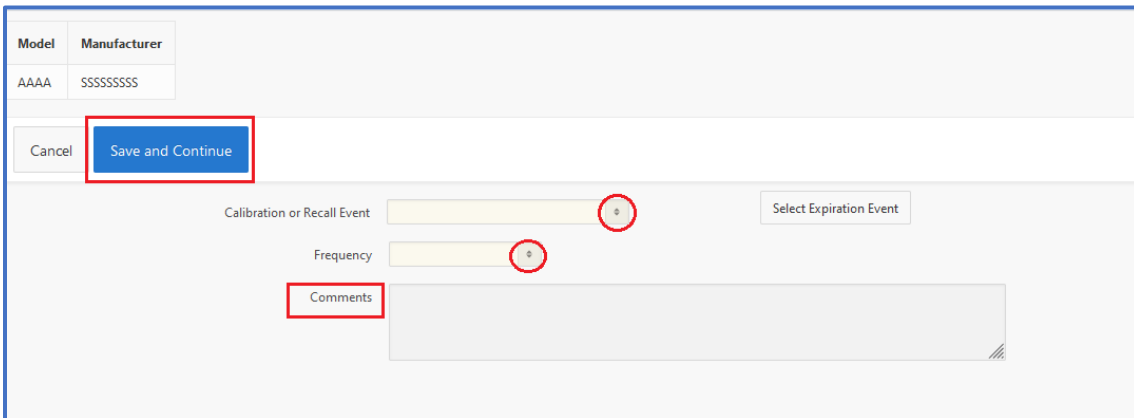 Model Manufacturer
AAAA SSSSSSSSS
Cancel Save and Continue
Calibration or Recall Event Select Expiration Event
Frequency
Comments